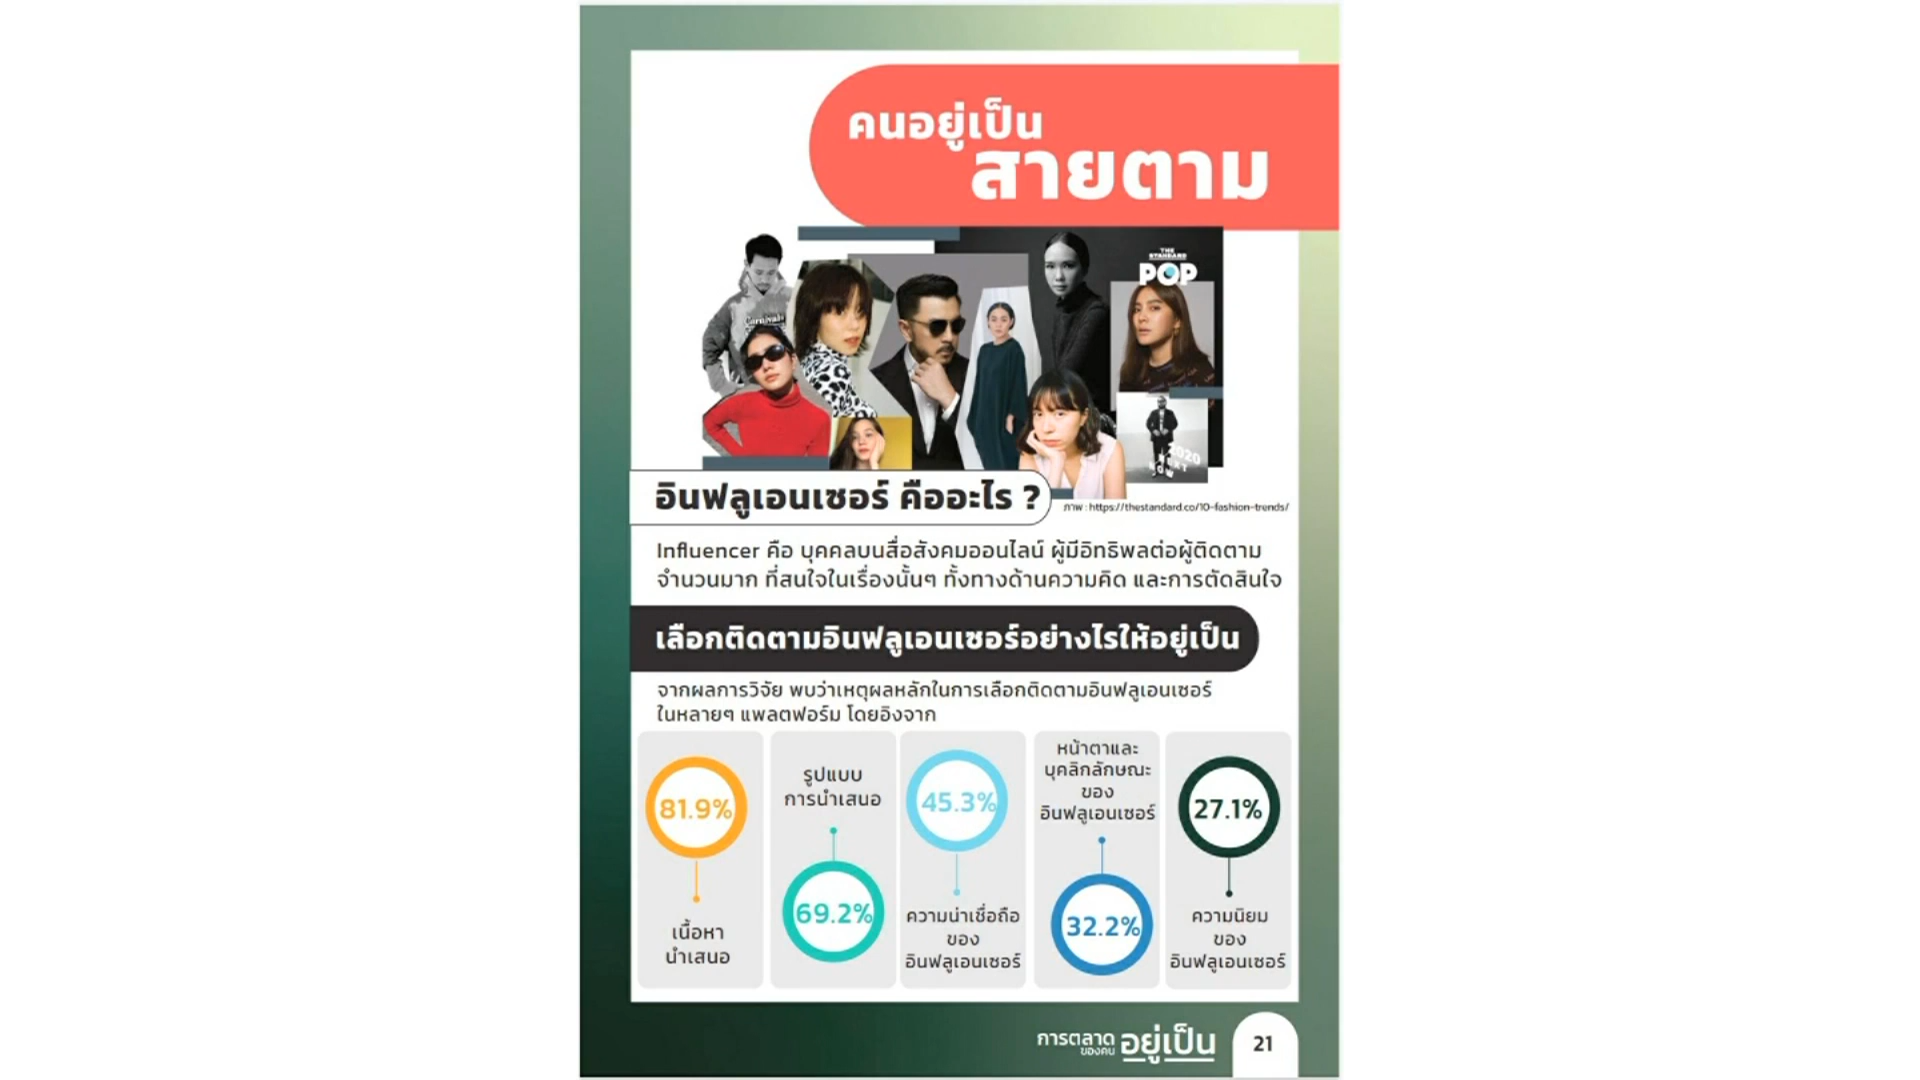 คนอยู่เป็น
สายตาม
THE
STANDARD
POP
Carnivals
2020
NEXT
NOW
อินฟลูเอนเซอร์ คืออะไร ?
ภาพ : https://thestandard.co/10-fashion-trends/
Influencer คือ บุคคลบนสื่อสังคมออนไลน์ ผู้มีอิทธิพลต่อผู้ติดตาม
จำนวนมาก ที่สนใจในเรื่องนั้นๆ ทั้งทางด้านความคิด และการตัดสินใจ
เลือกติดตามอินฟลูเอนเซอร์อย่างไรให้อยู่เป็น
จากผลการวิจัย พบว่าเหตุผลหลักในการเลือกติดตามอินฟลูเอนเซอร์
ในหลายๆ แพลตฟอร์ม โดยอิงจาก
81.9%
เนื้อหา
นำเสนอ
รูปแบบ
การนำเสนอ
69.2%
45.3%
ความน่าเชื่อถือ
ของ
อินฟลูเอนเซอร์
หน้าตาและ
บุคลิกลักษณะ
ของ
อินฟลูเอนเซอร์
32.2%
27.1%
ความนิยม
ของ
อินฟลูเอนเซอร์
การตลาด
ของคน
อยู่เป็น
21